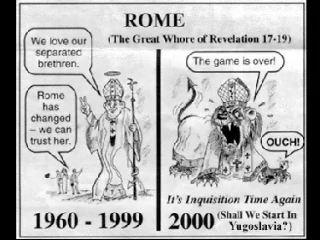 ROME
(The Great Whore of Revelation 17-19)
We love our
separated
brethren.
Rome
has
changed
– we can
trust her.
1960 - 1999
The game is over!
OUCH!
It's Inquisition Time Again
2000 (Shall We Start In
Yugoslavia?)